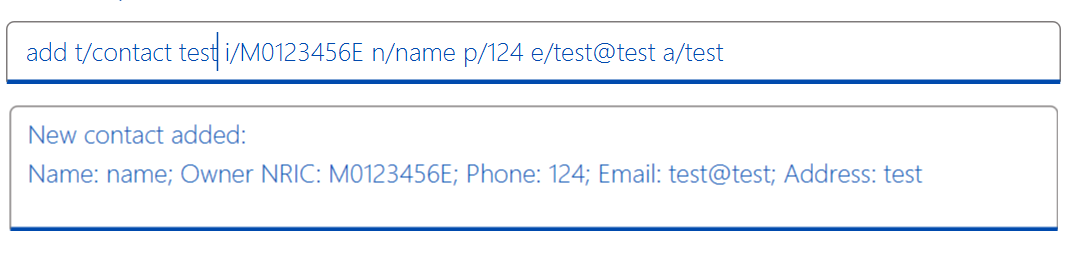 add t/contact test i/M0123456E n/name p/124 e/test@test a/test
New contact added:
Name: name; Owner NRIC: M0123456E; Phone: 124; Email: test@test; Address: test